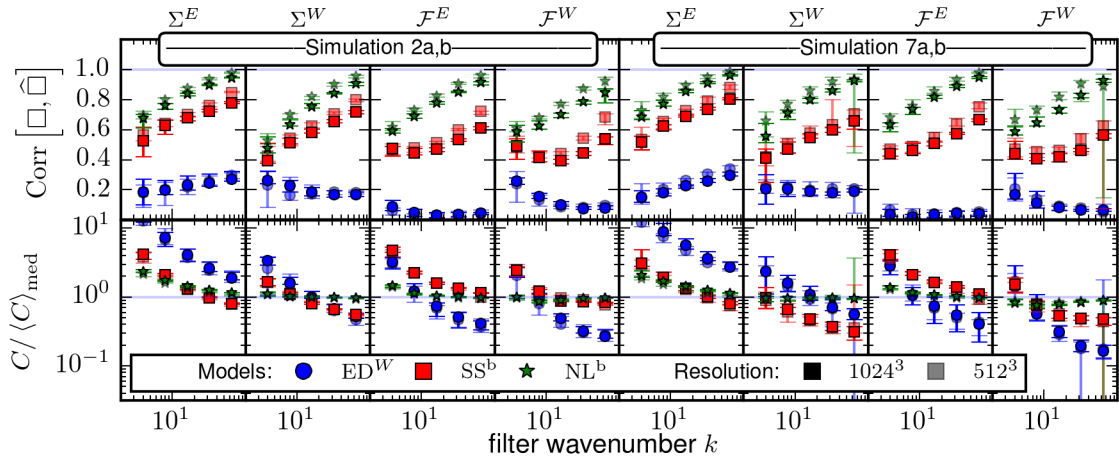 Σ^E Σ^W ℱ^E ℱ^W Σ^E Σ^W ℱ^E ℱ^W
Simulation 2a,b Simulation 7a,b
Corr [□, □̂]
1.0
0.8
0.6
0.4
0.2
C/⟨C⟩_med
10^1
10^0
10^−1
Models: ED^W SS^b NL^b Resolution: 1024^3 512^3
10^1 10^1 10^1 10^1 10^1 10^1 10^1 10^1
filter wavenumber k